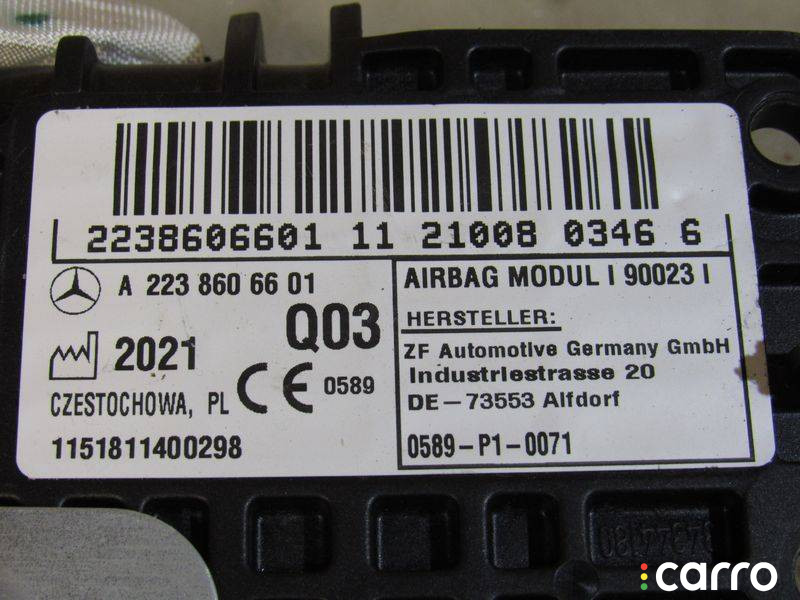 2238606601 11 21008 0346 6
A 223 860 66 01
Q03
2021
CE 0589
CZESTOCHOWA, PL
1151811400298
AIRBAG MODUL I 90023 I
HERSTELLER:
ZF Automotive Germany GmbH
Industriestrasse 20
DE-73553 Alfdorf
0589-P1-0071
carro